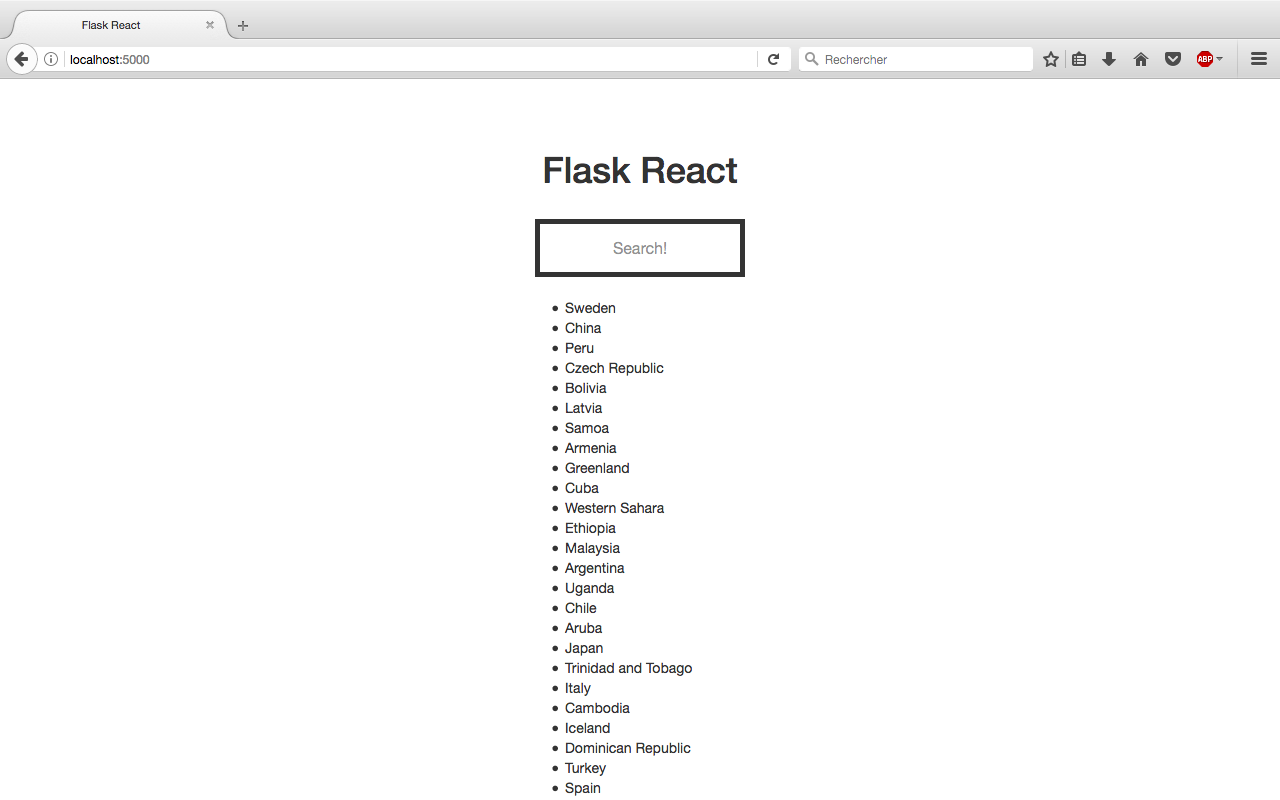 Flask React
localhost:5000
Rechercher
ABP
Flask React
Search!
Sweden
China
Peru
Czech Republic
Bolivia
Latvia
Samoa
Armenia
Greenland
Cuba
Western Sahara
Ethiopia
Malaysia
Argentina
Uganda
Chile
Aruba
Japan
Trinidad and Tobago
Italy
Cambodia
Iceland
Dominican Republic
Turkey
Spain